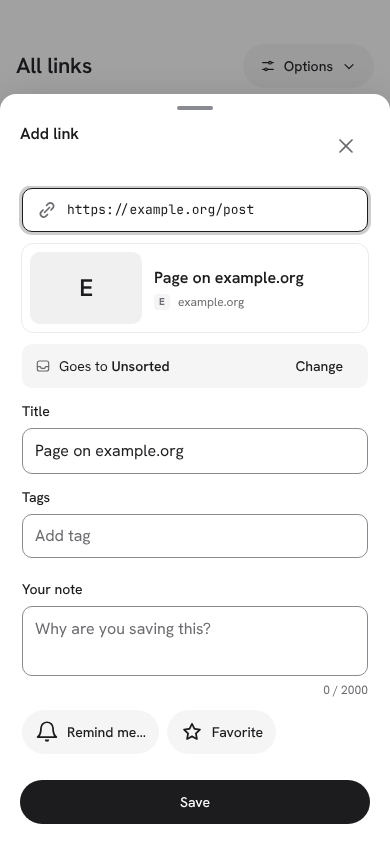 All links
Options
Add link
https://example.org/post
E
Page on example.org
E example.org
Goes to Unsorted
Change
Title
Page on example.org
Tags
Add tag
Your note
Why are you saving this?
0 / 2000
Remind me...
Favorite
Save